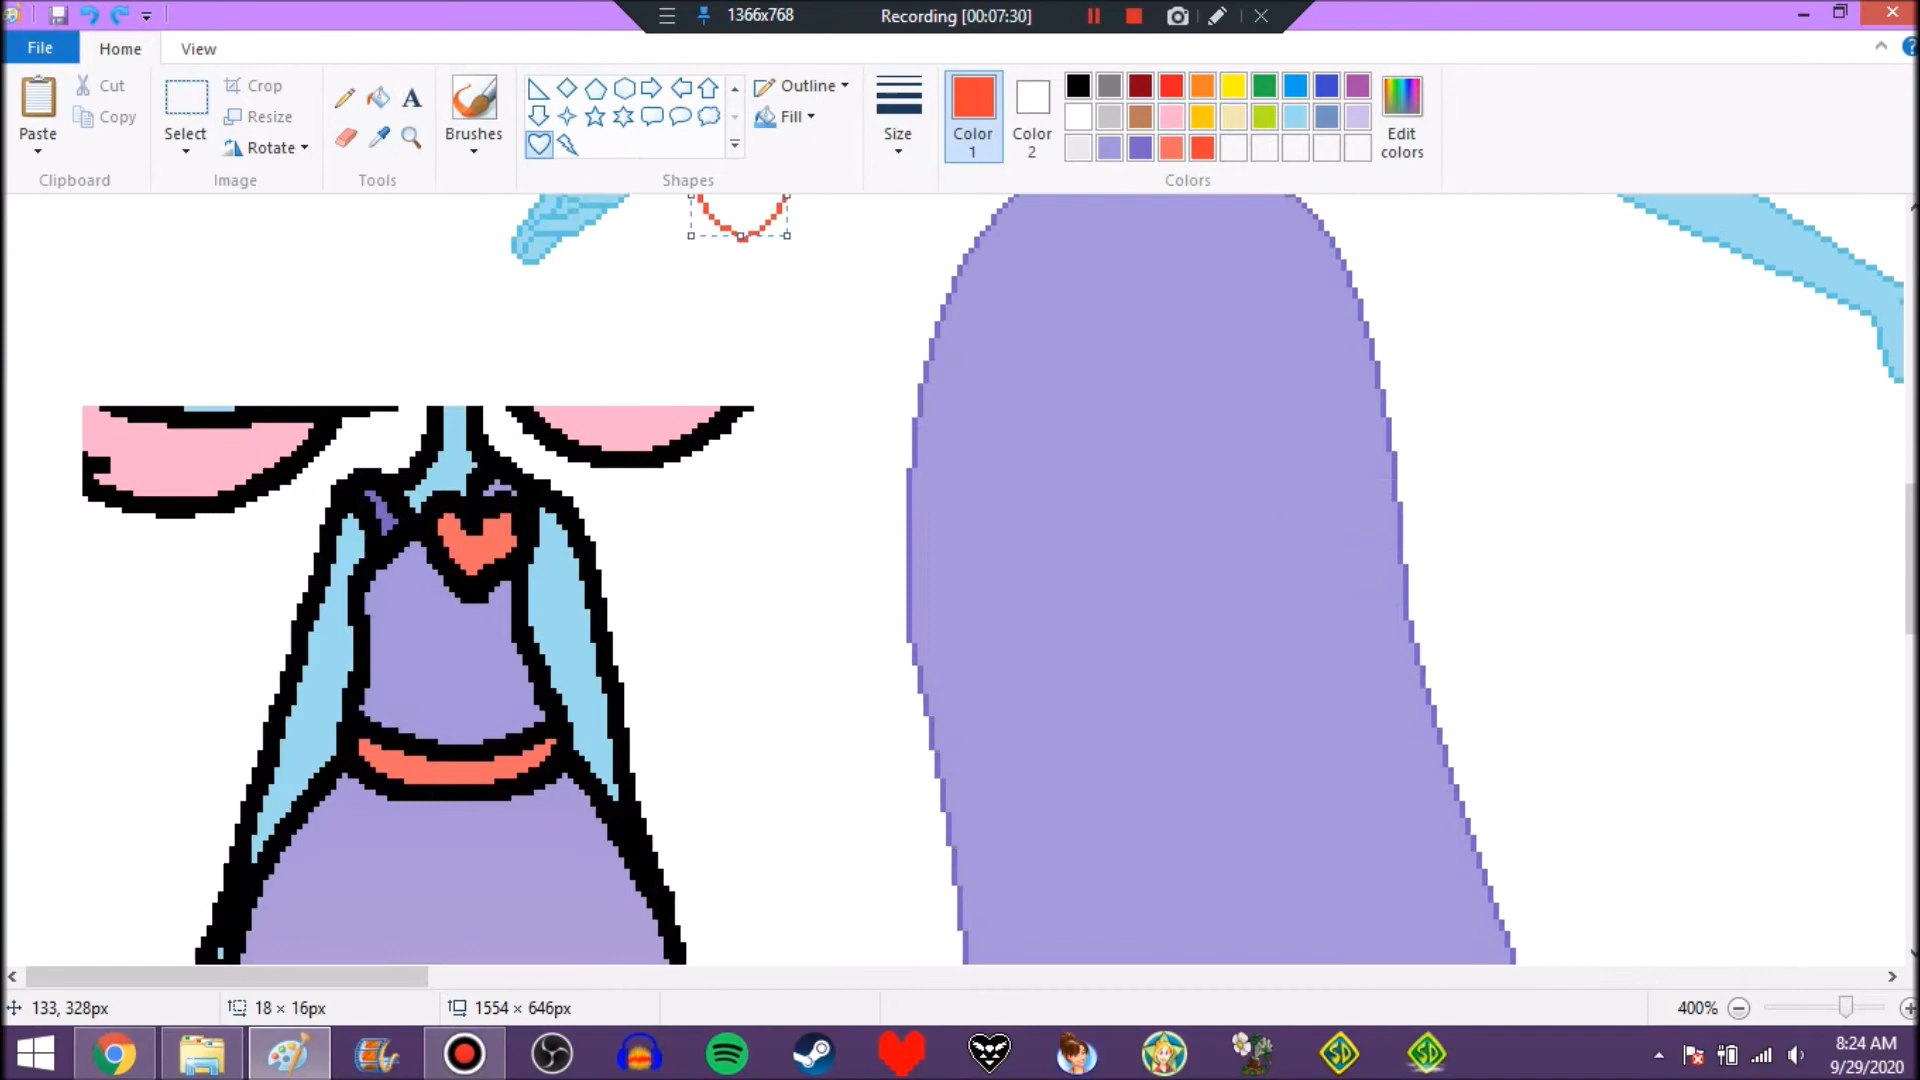 1366x768
Recording [00:07:30]
File
Home
View
Paste
Cut
Copy
Clipboard
Select
Crop
Resize
Rotate
Image
A
Tools
Brushes
Shapes
Outline
Fill
Size
Color
1
Color
2
Edit
colors
Colors
133, 328px
18 × 16px
1554 × 646px
400%
SD
SD
8:24 AM
9/29/2020